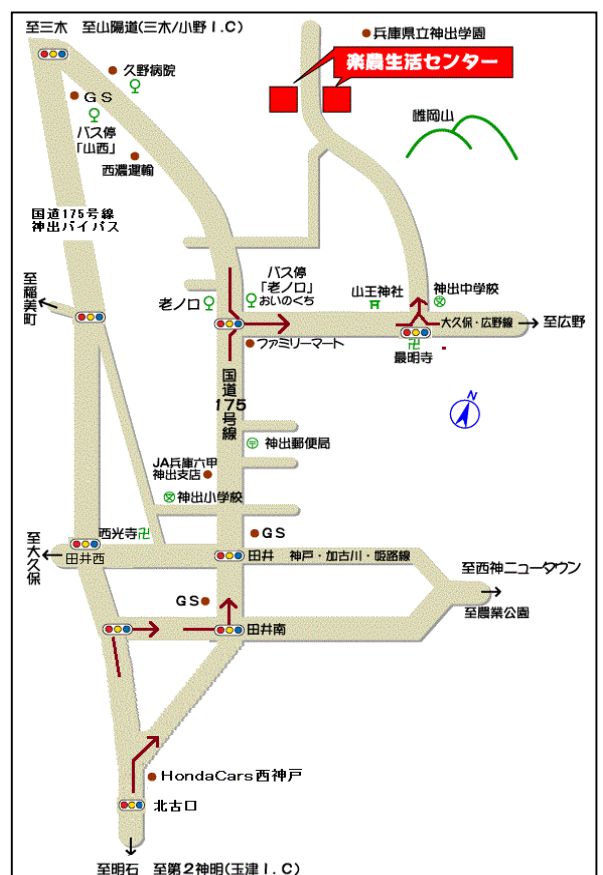 至三木 至山陽道(三木/小野I.C)
兵庫県立神出学園
楽農生活センター
久野病院
GS
バス停
「山西」
西濃運輸
雌岡山
国道175号線
神出バイパス
至稲美町
老ノ口
バス停
「老ノ口」
おいのくち
山王神社
神出中学校
大久保・広野線
至広野
ファミリーマート
最明寺
国道175号線
N
神出郵便局
JA兵庫六甲
神出支店
神出小学校
西光寺
GS
至大久保
田井西
田井 神戸・加古川・姫路線
至西神ニュータウン
至農業公園
GS
田井南
HondaCars西神戸
北古口
至明石 至第2神明(玉津I.C)